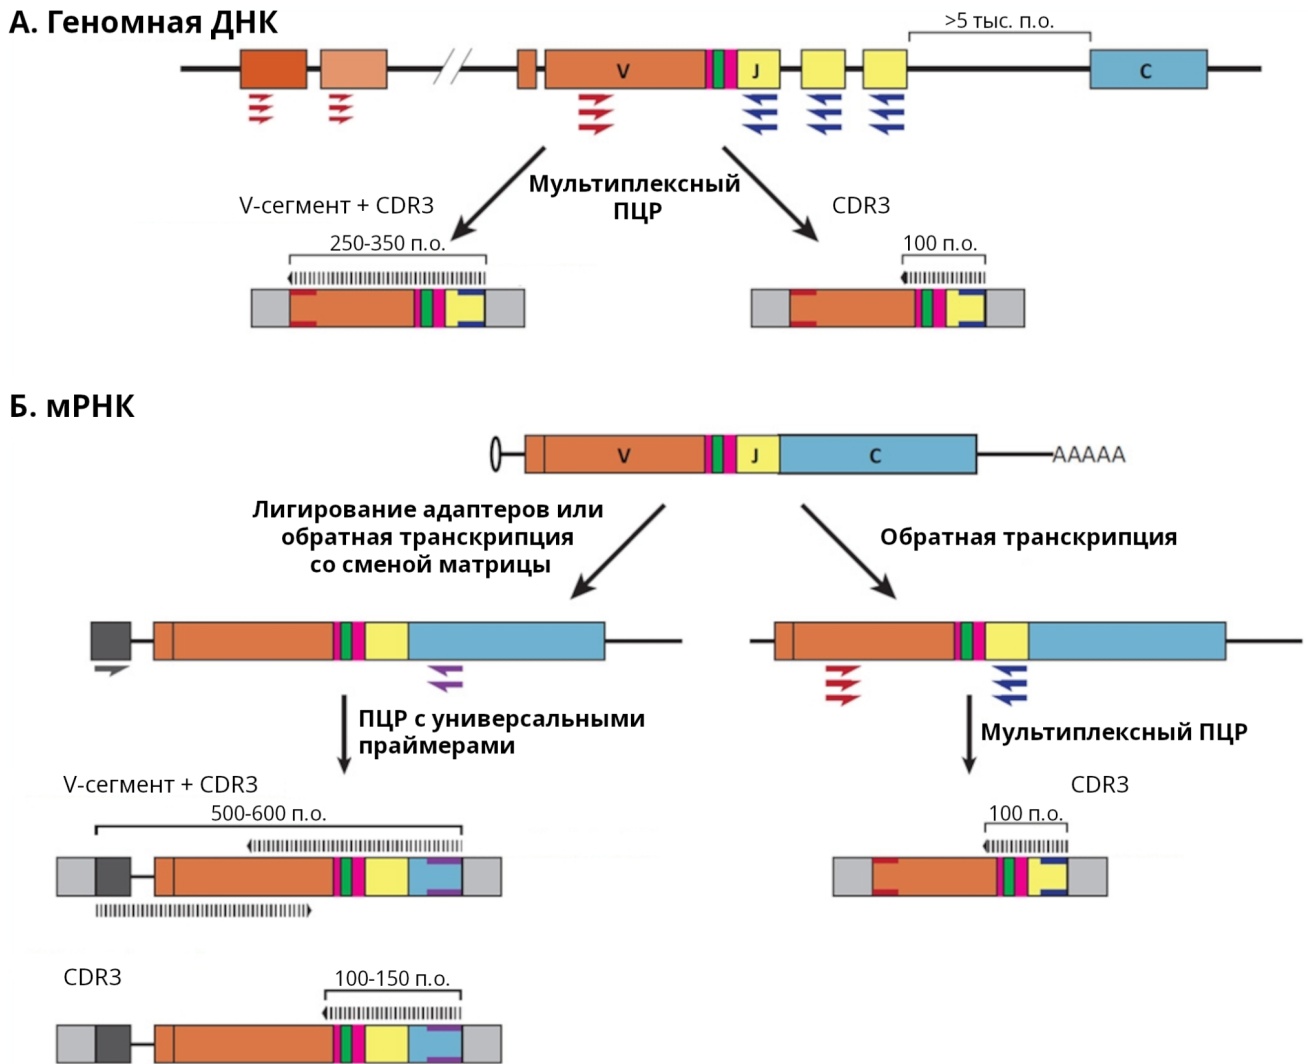 А. Геномная ДНК
>5 тыс. п.о.
V
J
C
Мультиплексный
ПЦР
V-сегмент + CDR3
250-350 п.о.
CDR3
100 п.о.
Б. мРНК
V
J
C
AAAAA
Лигирование адаптеров или
обратная транскрипция
со сменой матрицы
Обратная транскрипция
ПЦР с универсальными
праймерами
Мультиплексный ПЦР
V-сегмент + CDR3
500-600 п.о.
CDR3
100 п.о.
CDR3
100-150 п.о.